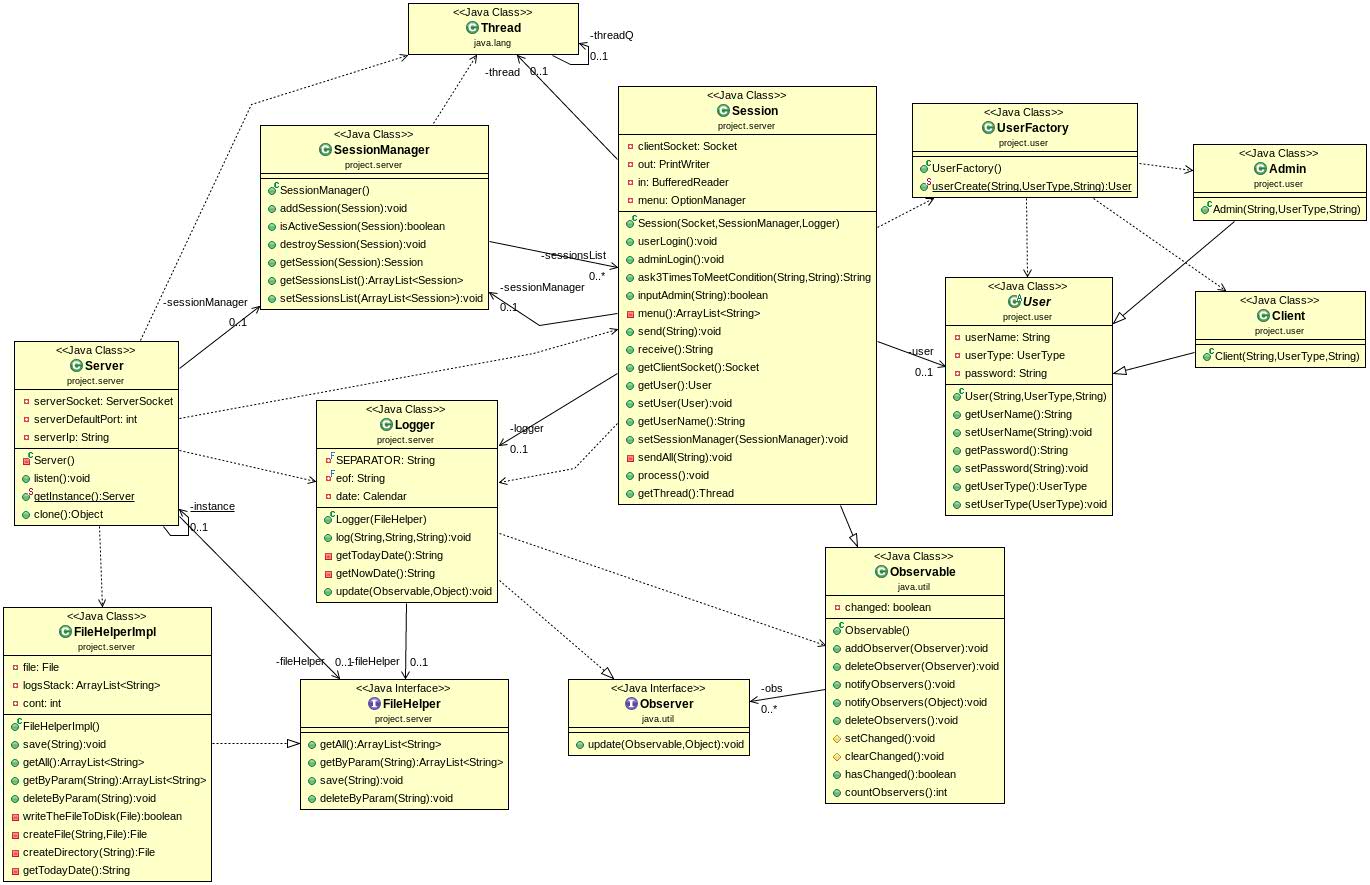 <<Java Class>>
Thread
java.lang
-threadQ
0..1
-thread
0..1
<<Java Class>>
SessionManager
project.server
SessionManager()
addSession(Session):void
isActiveSession(Session):boolean
destroySession(Session):void
getSession(Session):Session
getSessionsList():ArrayList<Session>
setSessionsList(ArrayList<Session>):void
-sessionsList
0..*
-sessionManager
0..1
<<Java Class>>
Session
project.server
clientSocket: Socket
out: PrintWriter
in: BufferedReader
menu: OptionManager
Session(Socket,SessionManager,Logger)
userLogin():void
adminLogin():void
ask3TimesToMeetCondition(String,String):String
inputAdmin(String):boolean
menu():ArrayList<String>
send(String):void
receive():String
getClientSocket():Socket
getUser():User
setUser(User):void
getUserName():String
setSessionManager(SessionManager):void
sendAll(String):void
process():void
getThread():Thread
<<Java Class>>
UserFactory
project.user
UserFactory()
userCreate(String,UserType,String):User
<<Java Class>>
Admin
project.user
Admin(String,UserType,String)
<<Java Class>>
User
project.user
userName: String
userType: UserType
password: String
User(String,UserType,String)
getUserName():String
setUserName(String):void
getPassword():String
setPassword(String):void
getUserType():UserType
setUserType(UserType):void
<<Java Class>>
Client
project.user
Client(String,UserType,String)
-user
0..1
-sessionManager
0..1
<<Java Class>>
Server
project.server
serverSocket: ServerSocket
serverDefaultPort: int
serverIp: String
Server()
listen():void
getInstance():Server
clone():Object
-instance
0..1
<<Java Class>>
Logger
project.server
SEPARATOR: String
eof: String
date: Calendar
Logger(FileHelper)
log(String,String,String):void
getTodayDate():String
getNowDate():String
update(Observable,Object):void
-logger
0..1
<<Java Class>>
Observable
java.util
changed: boolean
Observable()
addObserver(Observer):void
deleteObserver(Observer):void
notifyObservers():void
notifyObservers(Object):void
deleteObservers():void
setChanged():void
clearChanged():void
hasChanged():boolean
countObservers():int
<<Java Class>>
FileHelperImpl
project.server
file: File
logsStack: ArrayList<String>
cont: int
FileHelperImpl()
save(String):void
getAll():ArrayList<String>
getByParam(String):ArrayList<String>
deleteByParam(String):void
writeTheFileToDisk(File):boolean
createFile(String,File):File
createDirectory(String):File
getTodayDate():String
-fileHelper
0..1
-fileHelper
0..1
<<Java Interface>>
FileHelper
project.server
getAll():ArrayList<String>
getByParam(String):ArrayList<String>
save(String):void
deleteByParam(String):void
<<Java Interface>>
Observer
java.util
update(Observable,Object):void
-obs
0..*